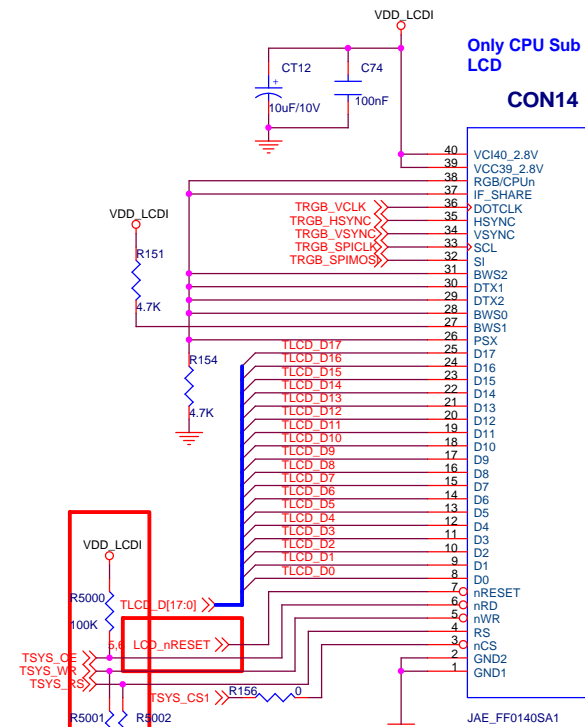 VDD_LCDI
Only CPU Sub
LCD
CT12
C74
10uF/10V
100nF
CON14
VDD_LCDI
R151
4.7K
R154
4.7K
TRGB_VCLK
TRGB_HSYNC
TRGB_VSYNC
TRGB_SPICLK
TRGB_SPIMOSI
40 VCI40_2.8V
39 VCC39_2.8V
38 RGB/CPUn
37 IF_SHARE
36 DOTCLK
35 HSYNC
34 VSYNC
33 SCL
32 SI
31 BWS2
30 DTX1
29 DTX2
28 BWS0
27 BWS1
26 PSX
TLCD_D17 25 D17
TLCD_D16 24 D16
TLCD_D15 23 D15
TLCD_D14 22 D14
TLCD_D13 21 D13
TLCD_D12 20 D12
TLCD_D11 19 D11
TLCD_D10 18 D10
TLCD_D9 17 D9
TLCD_D8 16 D8
TLCD_D7 15 D7
TLCD_D6 14 D6
TLCD_D5 13 D5
TLCD_D4 12 D4
TLCD_D3 11 D3
TLCD_D2 10 D2
TLCD_D1 9 D1
TLCD_D0 8 D0
7 nRESET
6 nRD
5 nWR
4 RS
3 nCS
2 GND2
1 GND1
VDD_LCDI
R5000
100K
TLCD_D[17:0]
5,6 LCD_nRESET
TSYS_OE
TSYS_WR
TSYS_RS
TSYS_CS1
R156 0
R5001 R5002
JAE_FF0140SA1